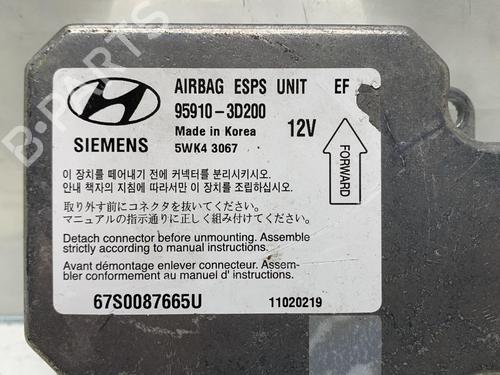 AIRBAG ESPS UNIT EF
95910-3D200
Made in Korea 12V
SIEMENS 5WK4 3067
FORWARD
이 장치를 떼어내기 전에 커넥터를 분리시키십시오.
안내 책자의 지침에 따라서만 이 장치를 조립하십시오.
取り外す前にコネクタを抜いてください。
マニュアルの指示通りに正しく組み付けてください。
Detach connector before unmounting. Assemble
strictly according to manual instructions.
Avant démontage enlever connecteur. Assem-
bler conformement au manuel d' instructions.
67S0087665U 11020219
B-PARTS